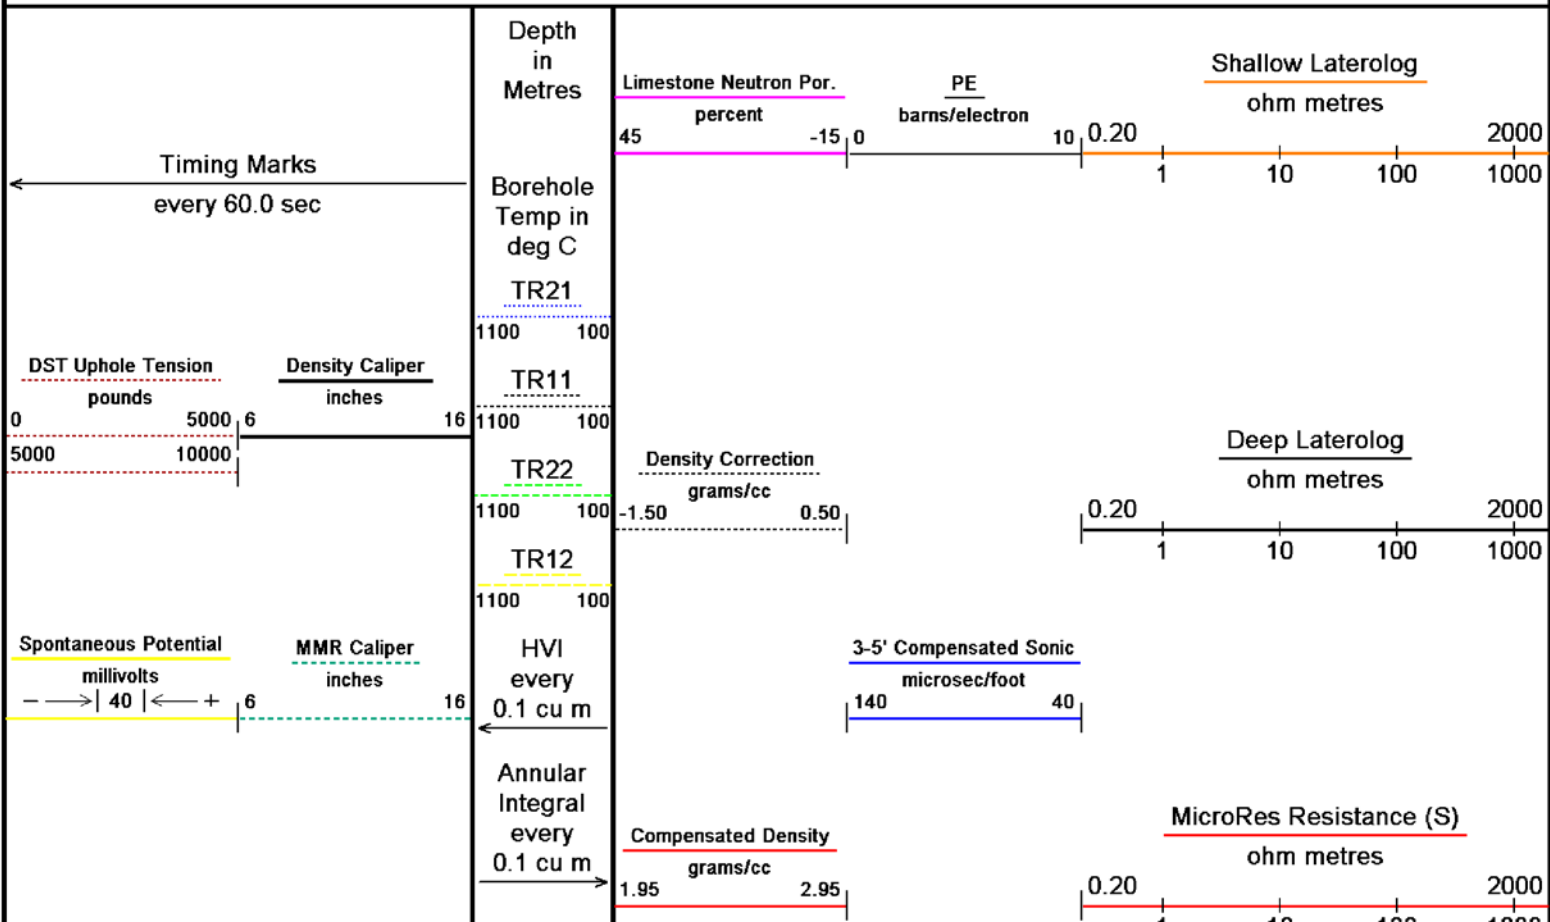 Timing Marks
every 60.0 sec
DST Uphole Tension
pounds
0 5000
5000 10000
Density Caliper
inches
6 16
Spontaneous Potential
millivolts
− → | 40 | ← +
MMR Caliper
inches
6 16
Depth
in
Metres
Borehole
Temp in
deg C
TR21
1100 100
TR11
1100 100
TR22
1100 100
TR12
1100 100
HVI
every
0.1 cu m
Annular
Integral
every
0.1 cu m
Limestone Neutron Por.
percent
45 -15
PE
barns/electron
0 10
Shallow Laterolog
ohm metres
0.20 2000
1 10 100 1000
Density Correction
grams/cc
-1.50 0.50
Deep Laterolog
ohm metres
0.20 2000
1 10 100 1000
3-5' Compensated Sonic
microsec/foot
140 40
Compensated Density
grams/cc
1.95 2.95
MicroRes Resistance (S)
ohm metres
0.20 2000